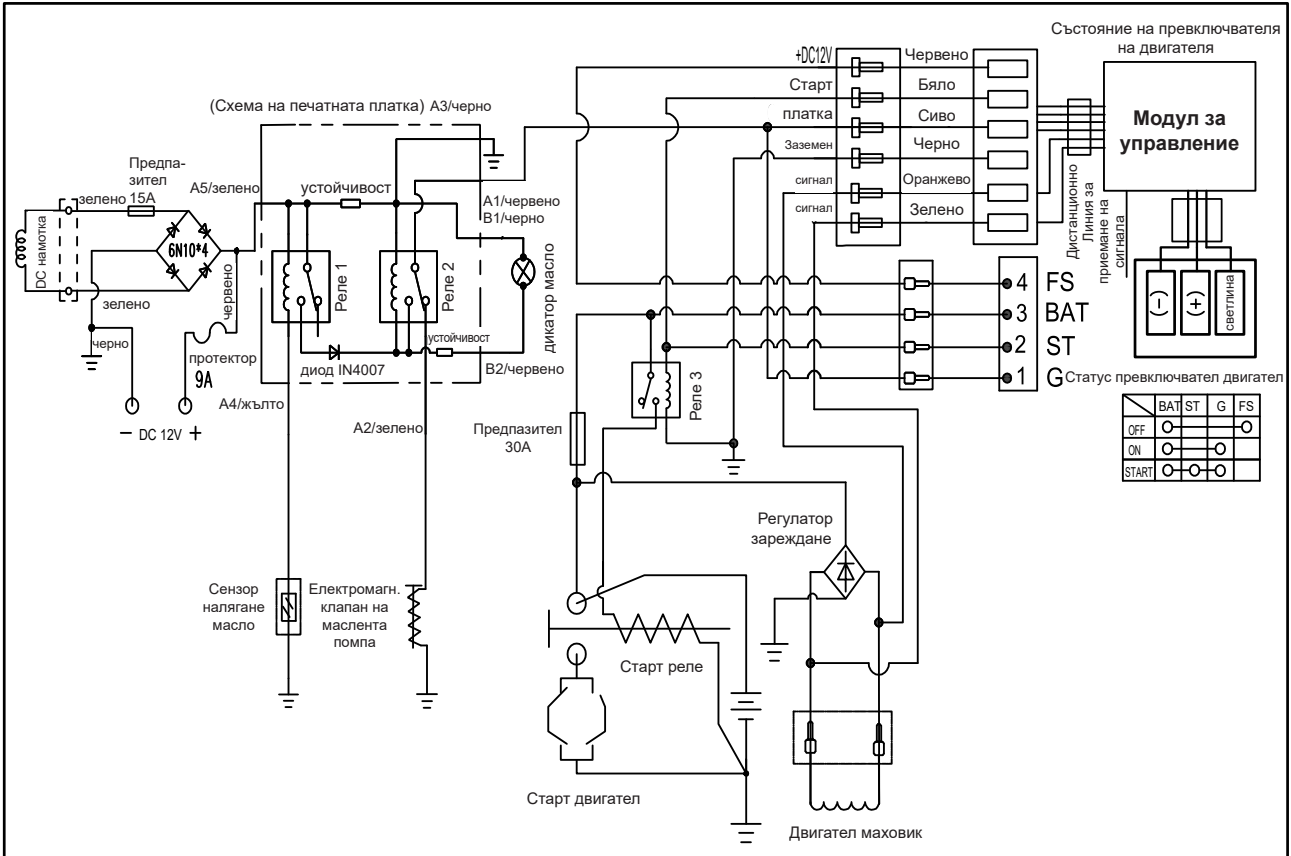 Състояние на превключвателя
на двигателя
+DC12V
Червено
Старт
Бяло
платка
Сиво
Заземен
Черно
сигнал
Оранжево
сигнал
Зелено
Модул за
управление
Дистанционно
Линия за
приемане на
сигнала
(−)
(+)
светлина
(Схема на печатната платка)
A3/черно
Предпа-
зител
15A
зелено
A5/зелено
устойчивост
A1/червено
B1/черно
DC намотка
6N10*4
зелено
червено
Реле 1
Реле 2
дикатор масло
черно
протектор
9A
диод IN4007
устойчивост
B2/червено
A4/жълто
− DC 12V +
A2/зелено
4 FS
3 BAT
2 ST
1 G
Реле 3
Предпазител
30A
Статус превключвател двигател
BAT ST G FS
OFF
ON
START
Регулатор
зареждане
Сензор
налягане
масло
Електромагн.
клапан на
маслента
помпа
Старт реле
Старт двигател
Двигател маховик